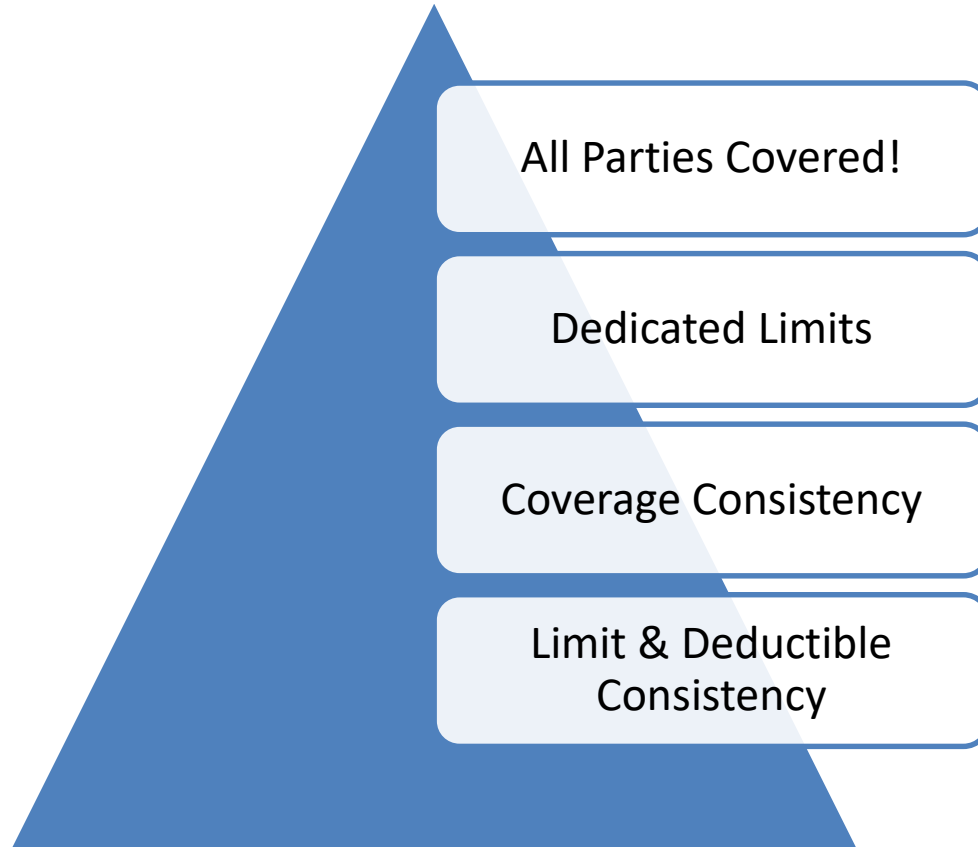 All Parties Covered!
Dedicated Limits
Coverage Consistency
Limit & Deductible
Consistency